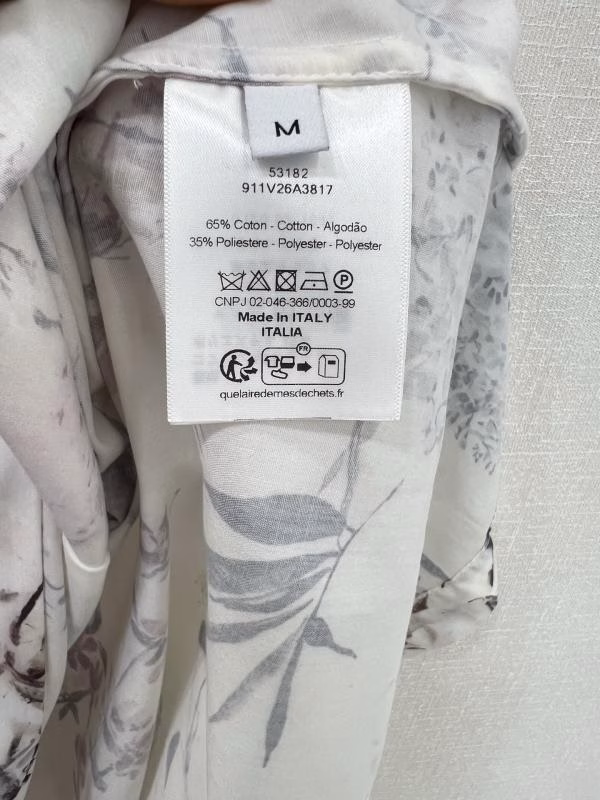 M
53182
911V26A3817
65% Coton - Cotton - Algodão
35% Poliestere - Polyester - Polyester
P
CNPJ 02-046-366/0003-99
Made In ITALY
ITALIA
FR
quelairedemesdechets.fr